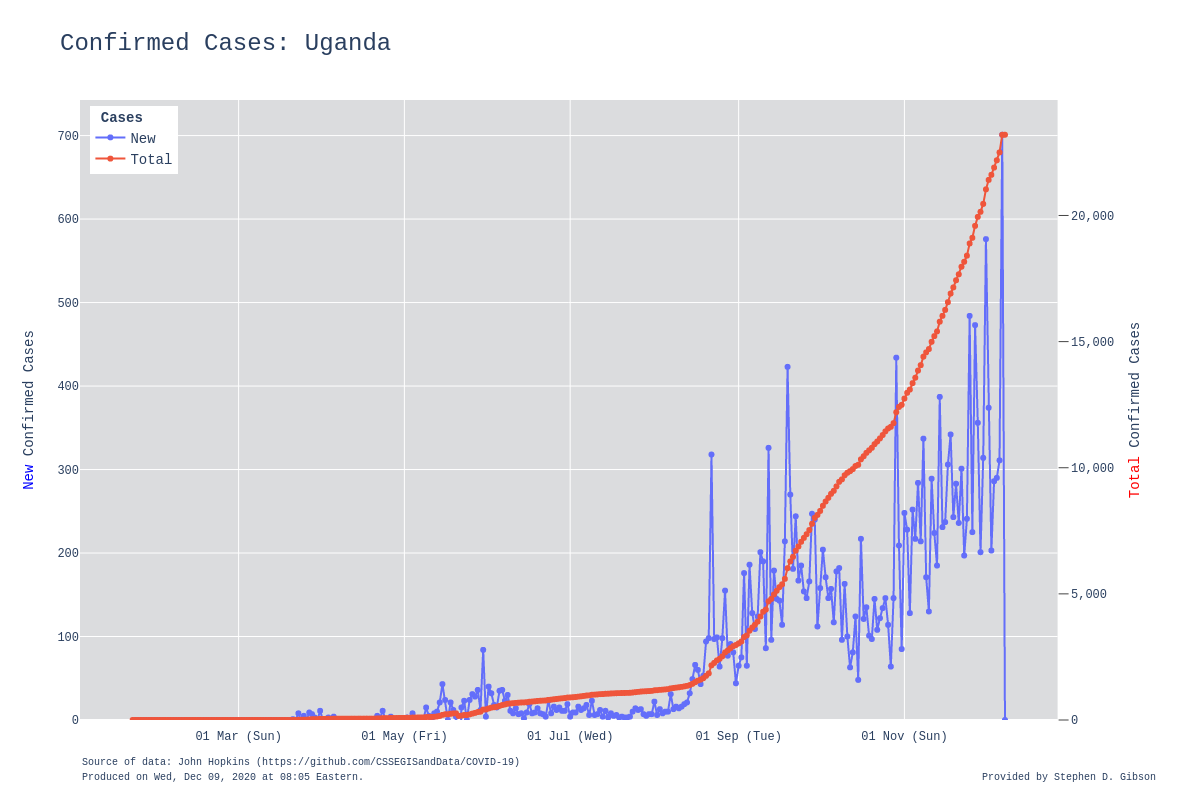 Confirmed Cases: Uganda
Cases
New
Total
700
600
500
400
300
200
100
0
New Confirmed Cases
20,000
15,000
10,000
5,000
0
Total Confirmed Cases
01 Mar (Sun) 01 May (Fri) 01 Jul (Wed) 01 Sep (Tue) 01 Nov (Sun)
Source of data: John Hopkins (https://github.com/CSSEGISandData/COVID-19)
Produced on Wed, Dec 09, 2020 at 08:05 Eastern.
Provided by Stephen D. Gibson